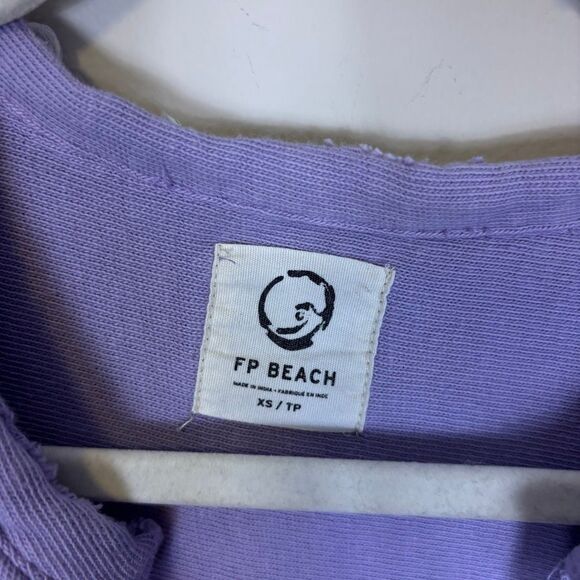 FP BEACH
MADE IN INDIA • FABRIQUÉ EN INDE
XS / TP